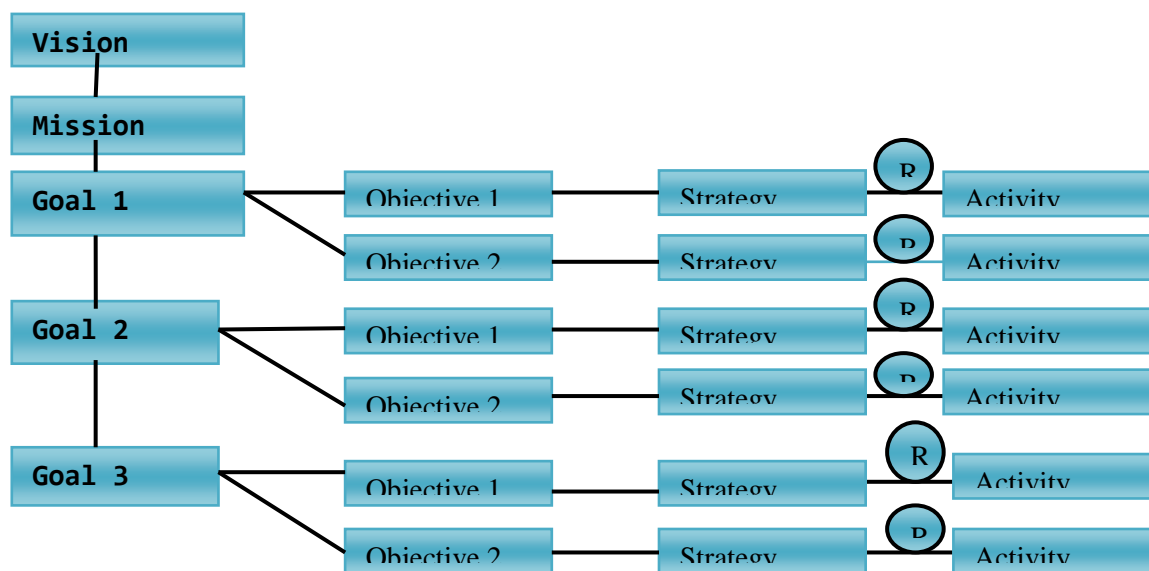 Vision
Mission
Goal 1
Objective 1
Strategy
R
Activity
Objective 2
Strategy
R
Activity
Goal 2
Objective 1
Strategy
R
Activity
Objective 2
Strategy
R
Activity
Goal 3
Objective 1
Strategy
R
Activity
Objective 2
Strategy
R
Activity